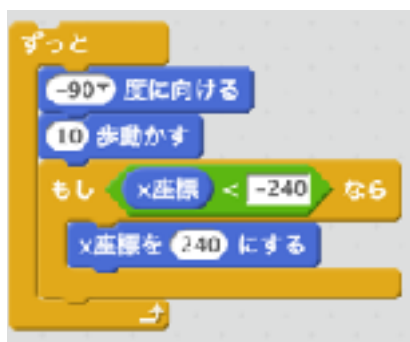 ずっと
-90 度に向ける
10 歩動かす
もし x座標 < -240 なら
x座標を 240 にする